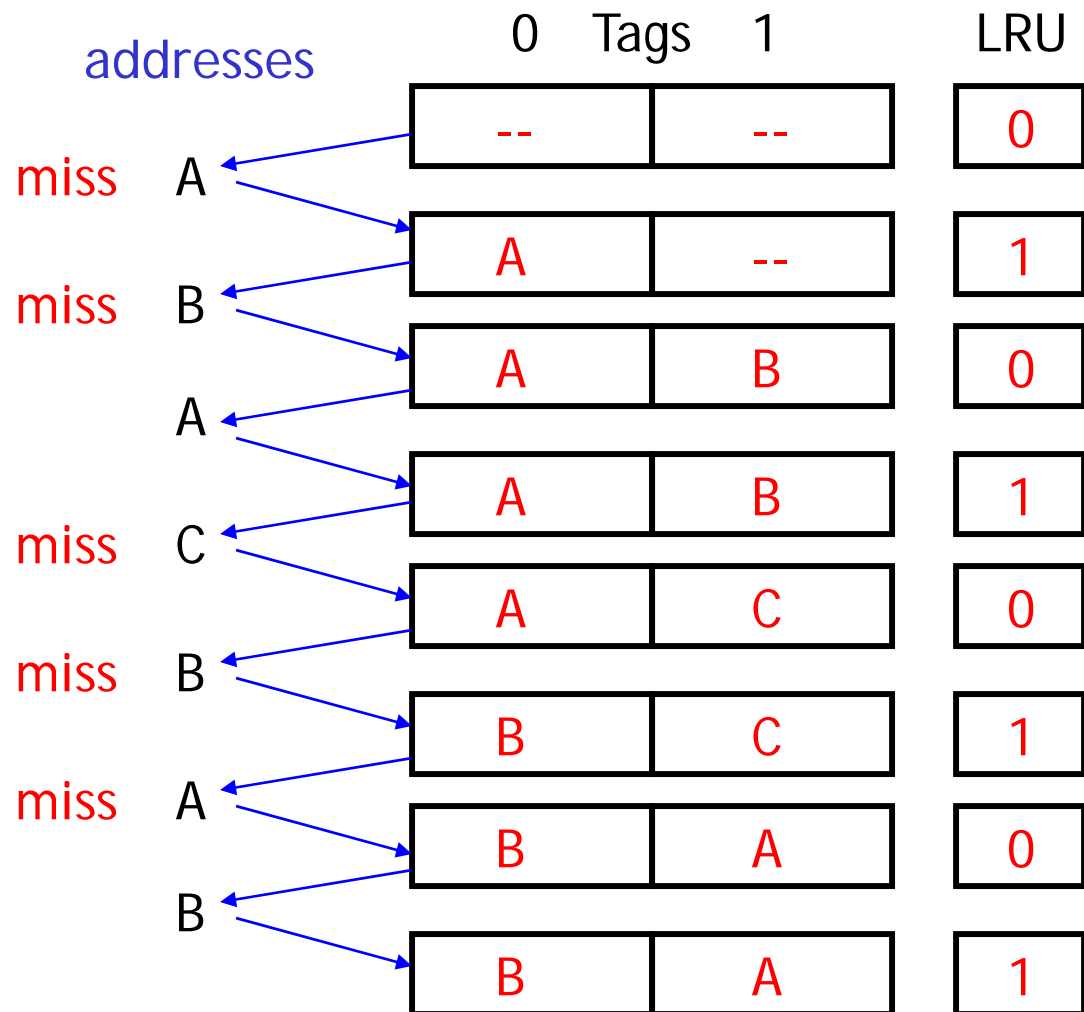 0 Tags 1 LRU
addresses
-- -- 0
miss A
A -- 1
miss B
A B 0
A
A B 1
miss C
A C 0
miss B
B C 1
miss A
B A 0
B
B A 1